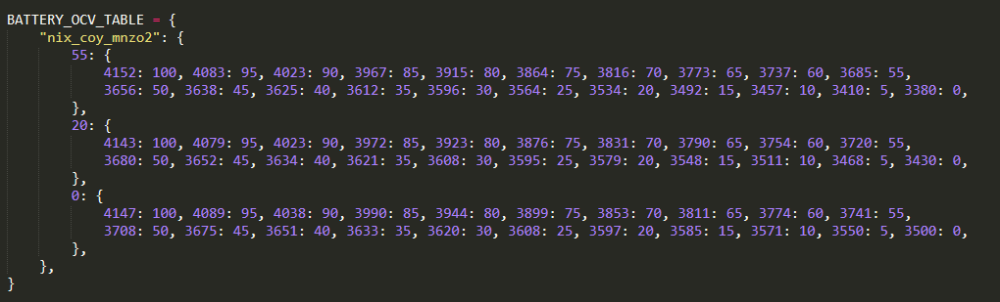 BATTERY_OCV_TABLE = {
    "nix_coy_mnzo2": {
        55: {
            4152: 100, 4083: 95, 4023: 90, 3967: 85, 3915: 80, 3864: 75, 3816: 70, 3773: 65, 3737: 60, 3685: 55,
            3656: 50, 3638: 45, 3625: 40, 3612: 35, 3596: 30, 3564: 25, 3534: 20, 3492: 15, 3457: 10, 3410: 5, 3380: 0,
        },
        20: {
            4143: 100, 4079: 95, 4023: 90, 3972: 85, 3923: 80, 3876: 75, 3831: 70, 3790: 65, 3754: 60, 3720: 55,
            3680: 50, 3652: 45, 3634: 40, 3621: 35, 3608: 30, 3595: 25, 3579: 20, 3548: 15, 3511: 10, 3468: 5, 3430: 0,
        },
        0: {
            4147: 100, 4089: 95, 4038: 90, 3990: 85, 3944: 80, 3899: 75, 3853: 70, 3811: 65, 3774: 60, 3741: 55,
            3708: 50, 3675: 45, 3651: 40, 3633: 35, 3620: 30, 3608: 25, 3597: 20, 3585: 15, 3571: 10, 3550: 5, 3500: 0,
        },
    },
}